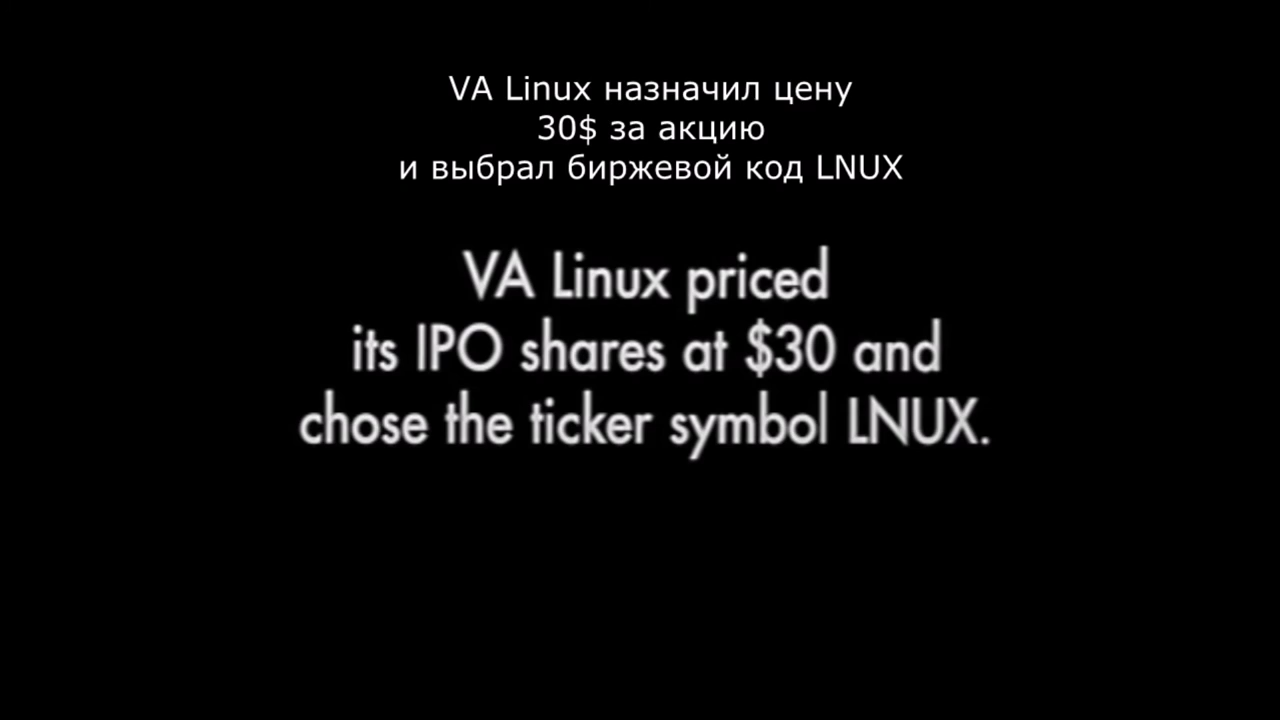 VA Linux назначил цену
30$ за акцию
и выбрал биржевой код LNUX
VA Linux priced
its IPO shares at $30 and
chose the ticker symbol LNUX.